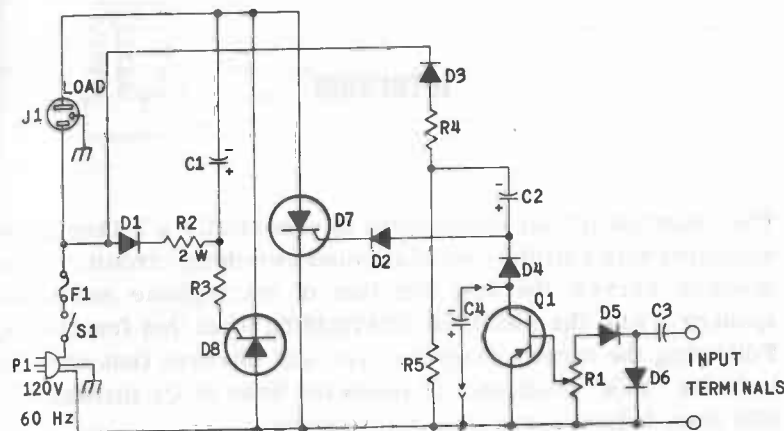 LOAD
J1
D3
R4
C1
-
+
C2
-
+
D1
R2
2 W
D7
D2
D4
R3
Q1
D5
C3
F1
C4
+
S1
D8
R5
R1
D6
INPUT
TERMINALS
P1
120V
60 Hz